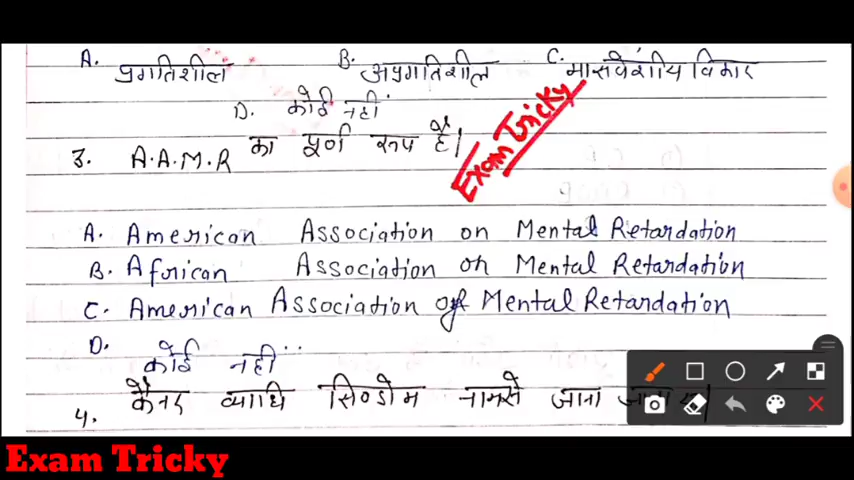 A. प्रगतिशील B. अप्रगतिशील C. मांसपेशीय विकार
D. कोई नहीं
3. A.A.M.R का पूर्ण रूप है।
Exam Tricky
A. American Association on Mental Retardation
B. African Association on Mental Retardation
C. American Association of Mental Retardation
D. कोई नहीं
4. कैनर व्याधि सिण्ड्रोम नामसे जाना
Exam Tricky